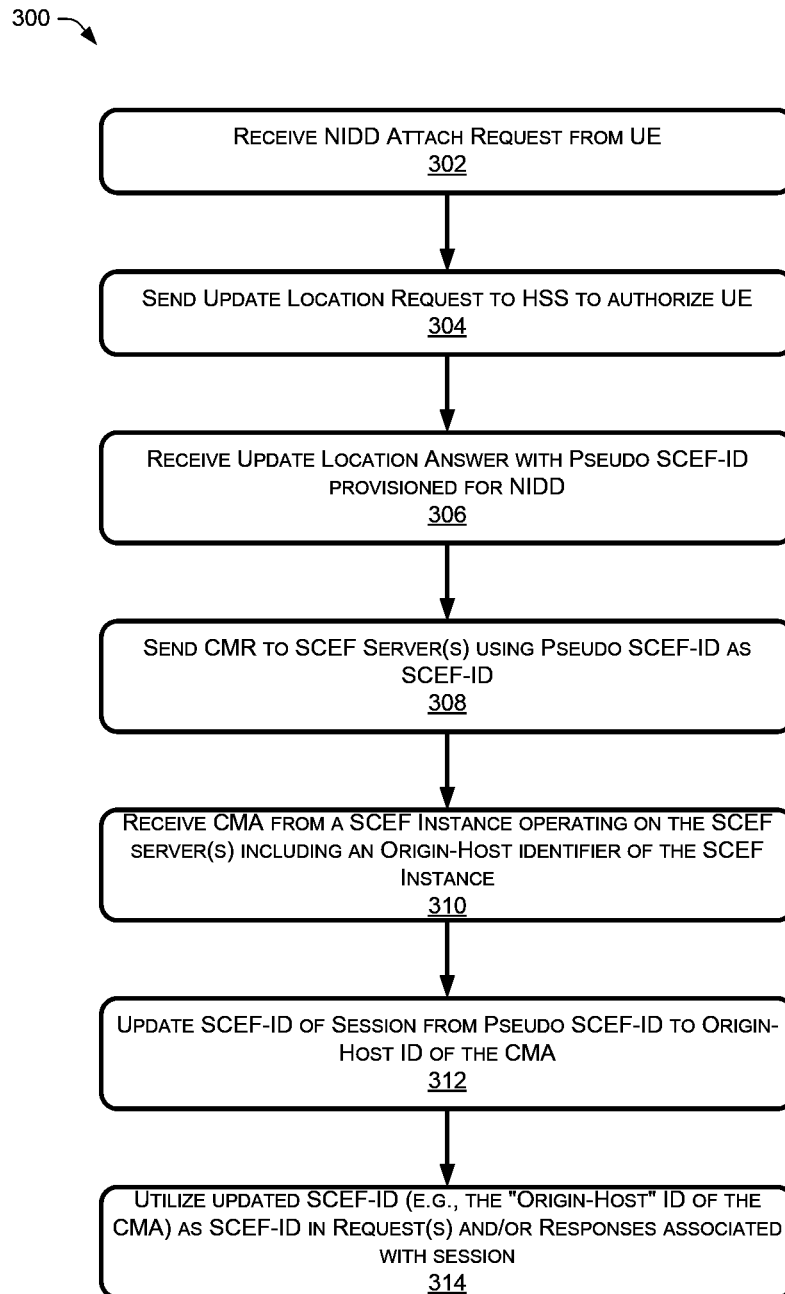 300
RECEIVE NIDD ATTACH REQUEST FROM UE
302
SEND UPDATE LOCATION REQUEST TO HSS TO AUTHORIZE UE
304
RECEIVE UPDATE LOCATION ANSWER WITH PSEUDO SCEF-ID
PROVISIONED FOR NIDD
306
SEND CMR TO SCEF SERVER(S) USING PSEUDO SCEF-ID AS
SCEF-ID
308
RECEIVE CMA FROM A SCEF INSTANCE OPERATING ON THE SCEF
SERVER(S) INCLUDING AN ORIGIN-HOST IDENTIFIER OF THE SCEF
INSTANCE
310
UPDATE SCEF-ID OF SESSION FROM PSEUDO SCEF-ID TO ORIGIN-
HOST ID OF THE CMA
312
UTILIZE UPDATED SCEF-ID (E.G., THE "ORIGIN-HOST" ID OF THE
CMA) AS SCEF-ID IN REQUEST(S) AND/OR RESPONSES ASSOCIATED
WITH SESSION
314